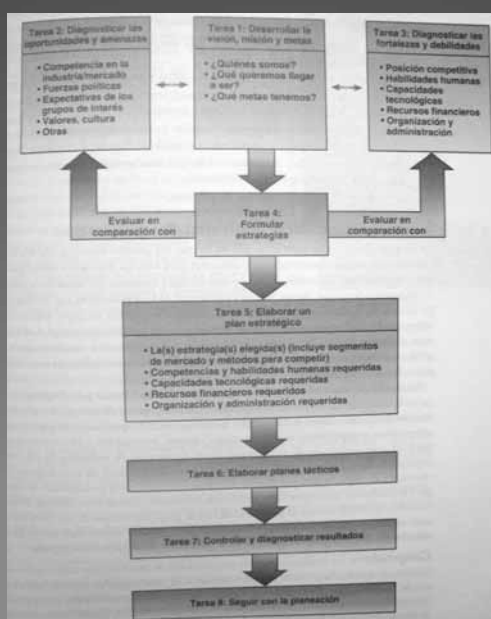 Tarea 2: Diagnosticar las
oportunidades y amenazas
• Competencia en la
industria/mercado
• Fuerzas políticas
• Expectativas de los
grupos de interés
• Valores, cultura
• Otras
Tarea 1: Desarrollar la
visión, misión y metas
• ¿Quiénes somos?
• ¿Qué queremos llegar
a ser?
• ¿Qué metas tenemos?
Tarea 3: Diagnosticar las
fortalezas y debilidades
• Posición competitiva
• Habilidades humanas
• Capacidades
tecnológicas
• Recursos financieros
• Organización y
administración
Evaluar en
comparación con
Tarea 4:
Formular
estrategias
Evaluar en
comparación con
Tarea 5: Elaborar un
plan estratégico
• La(s) estrategia(s) elegida(s) (incluye segmentos
de mercado y métodos para competir)
• Competencias y habilidades humanas requeridas
• Capacidades tecnológicas requeridas
• Recursos financieros requeridos
• Organización y administración requeridas
Tarea 6: Elaborar planes tácticos
Tarea 7: Controlar y diagnosticar resultados
Tarea 8: Seguir con la planeación